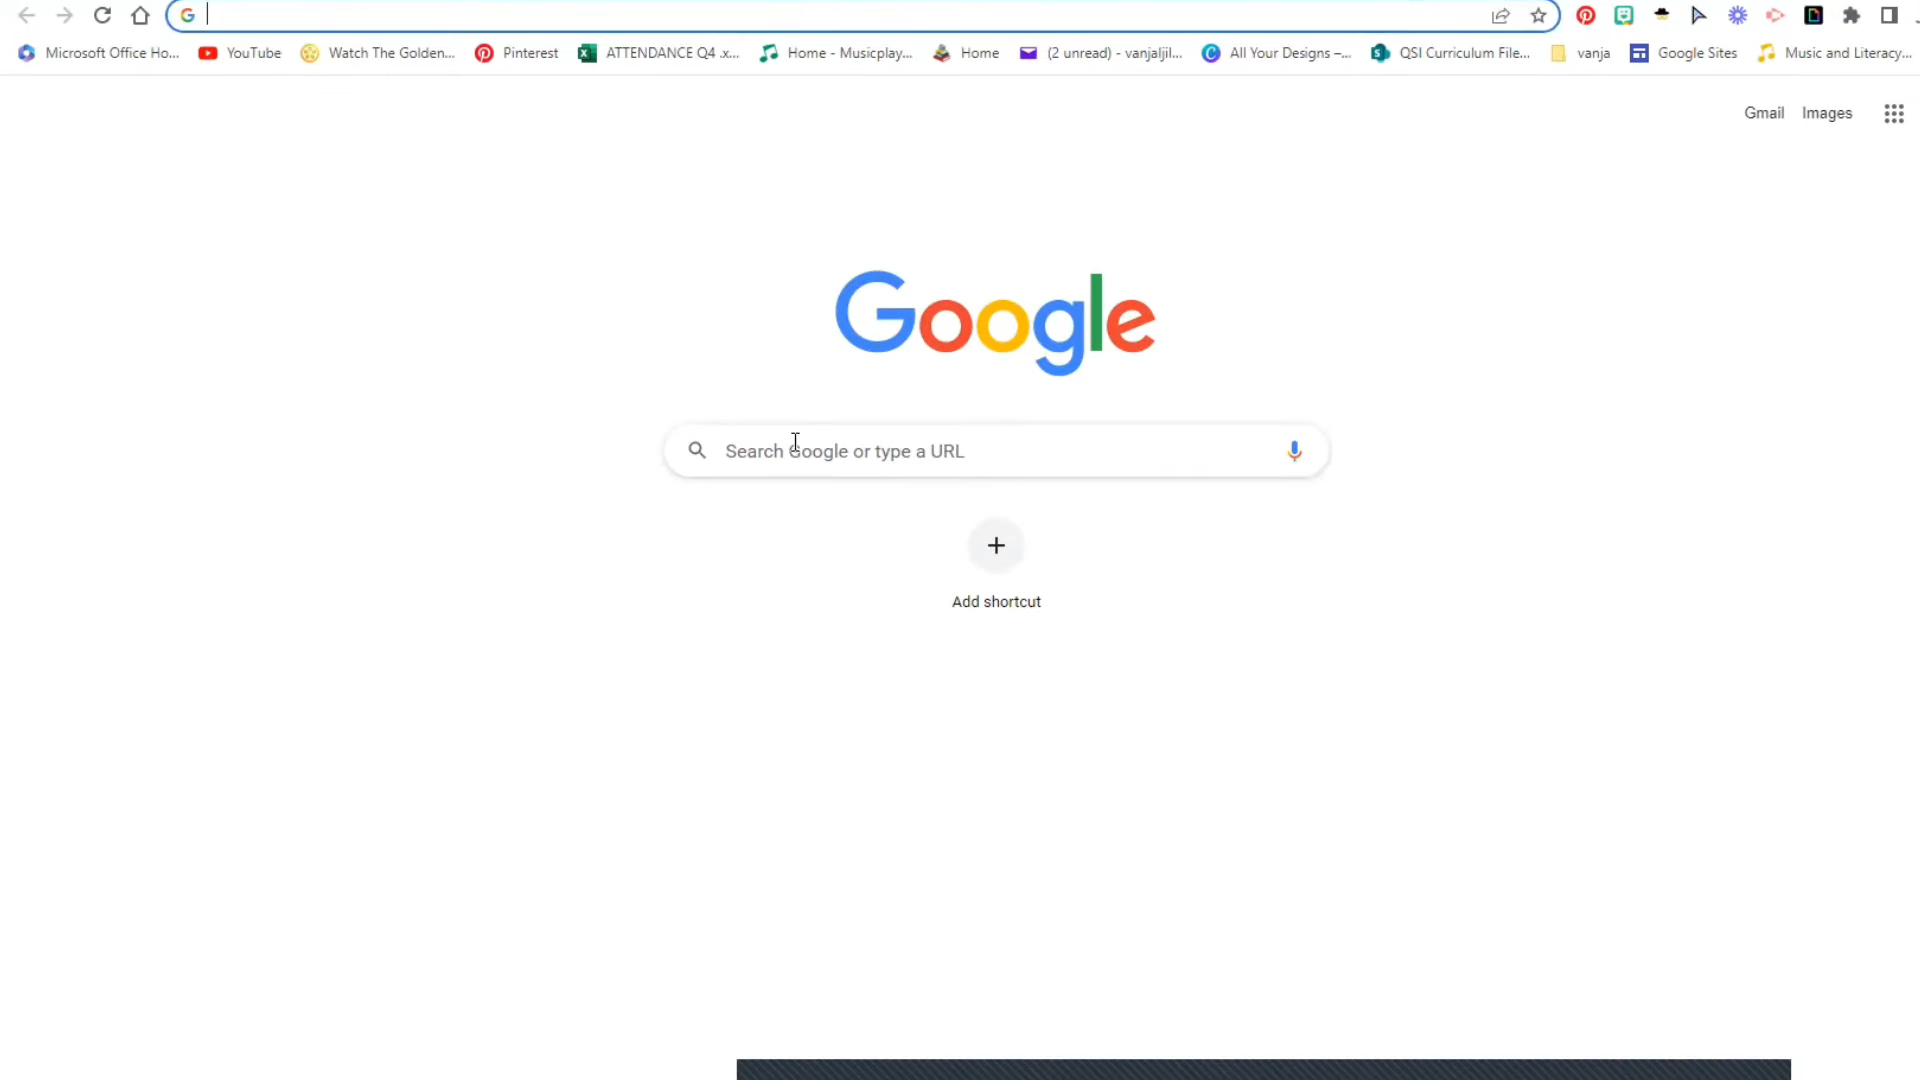 Microsoft Office Ho... YouTube Watch The Golden... Pinterest ATTENDANCE Q4 .x... Home - Musicplay... Home (2 unread) - vanjaljil... All Your Designs –... QSI Curriculum File... vanja Google Sites Music and Literacy...
Gmail Images
Google
Search Google or type a URL
Add shortcut